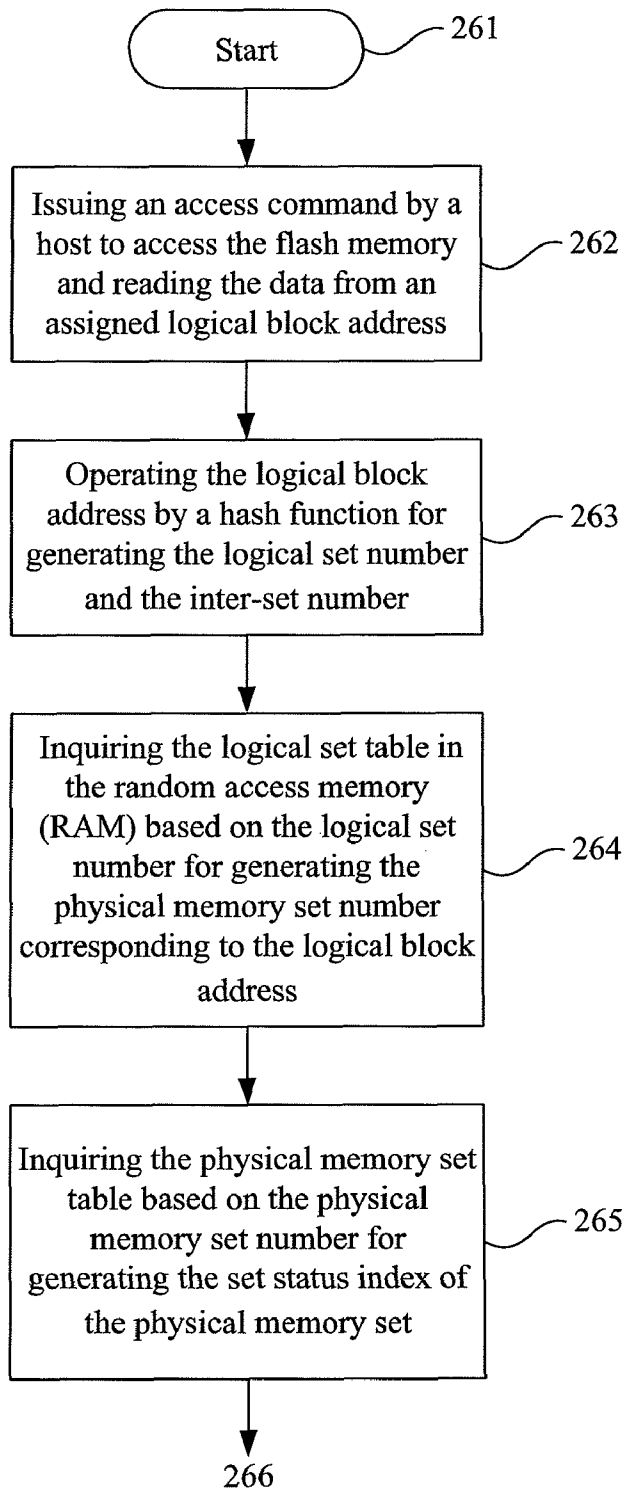 Start
261
Issuing an access command by a
host to access the flash memory
and reading the data from an
assigned logical block address
262
Operating the logical block
address by a hash function for
generating the logical set number
and the inter-set number
263
Inquiring the logical set table in
the random access memory
(RAM) based on the logical set
number for generating the
physical memory set number
corresponding to the logical block
address
264
Inquiring the physical memory set
table based on the physical
memory set number for
generating the set status index of
the physical memory set
265
266